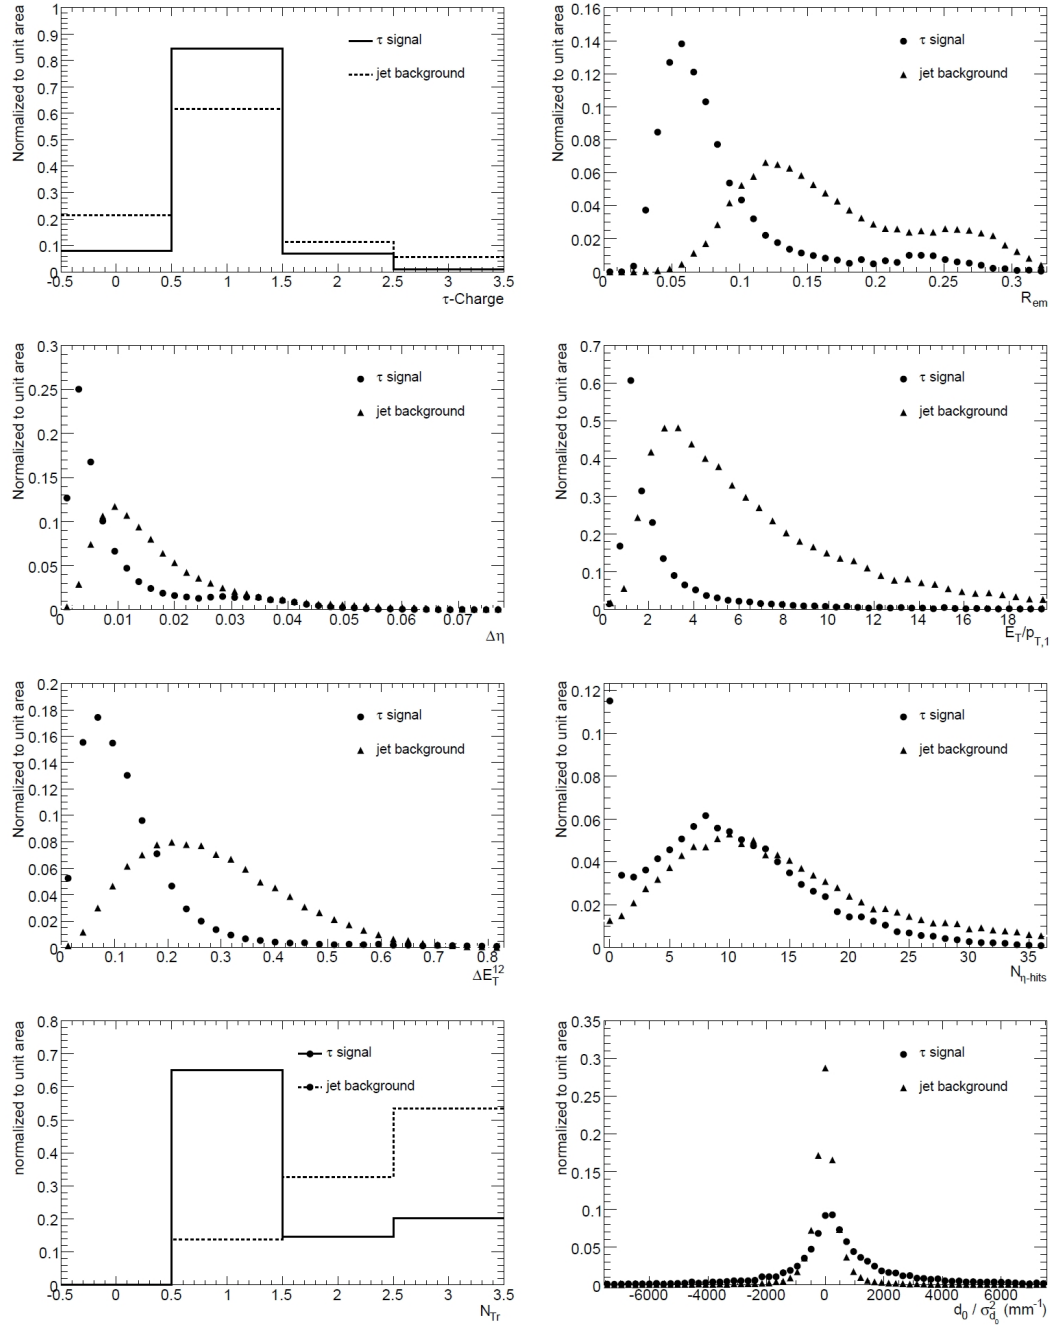 Normalized to unit area
1
0.9
0.8
0.7
0.6
0.5
0.4
0.3
0.2
0.1
0
-0.5 0 0.5 1 1.5 2 2.5 3 3.5
τ-Charge
τ signal
jet background
Normalized to unit area
0.16
0.14
0.12
0.1
0.08
0.06
0.04
0.02
0
0.05 0.1 0.15 0.2 0.25 0.3
R_em
τ signal
jet background
Normalized to unit area
0.3
0.25
0.2
0.15
0.1
0.05
0
0 0.01 0.02 0.03 0.04 0.05 0.06 0.07
Δη
τ signal
jet background
Normalized to unit area
0.7
0.6
0.5
0.4
0.3
0.2
0.1
0
0 2 4 6 8 10 12 14 16 18
E_T/p_T,1
τ signal
jet background
Normalized to unit area
0.2
0.18
0.16
0.14
0.12
0.1
0.08
0.06
0.04
0.02
0
0 0.1 0.2 0.3 0.4 0.5 0.6 0.7 0.8
ΔE_T^12
τ signal
jet background
Normalized to unit area
0.12
0.1
0.08
0.06
0.04
0.02
0
0 5 10 15 20 25 30 35
N_η-hits
τ signal
jet background
normalized to unit area
0.8
0.7
0.6
0.5
0.4
0.3
0.2
0.1
0
-0.5 0 0.5 1 1.5 2 2.5 3 3.5
N_Tr
τ signal
jet background
normalized to unit area
0.35
0.3
0.25
0.2
0.15
0.1
0.05
0
-6000 -4000 -2000 0 2000 4000 6000
d_0 / σ²_d_0 (mm⁻¹)
τ signal
jet background